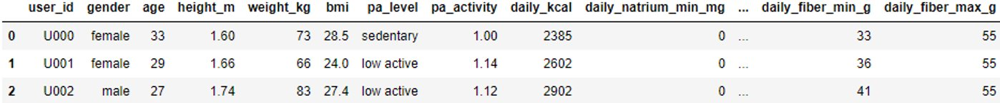 user_id gender age height_m weight_kg bmi pa_level pa_activity daily_kcal daily_natrium_min_mg ... daily_fiber_min_g daily_fiber_max_g
0 U000 female 33 1.60 73 28.5 sedentary 1.00 2385 0 ... 33 55
1 U001 female 29 1.66 66 24.0 low active 1.14 2602 0 ... 36 55
2 U002 male 27 1.74 83 27.4 low active 1.12 2902 0 ... 41 55